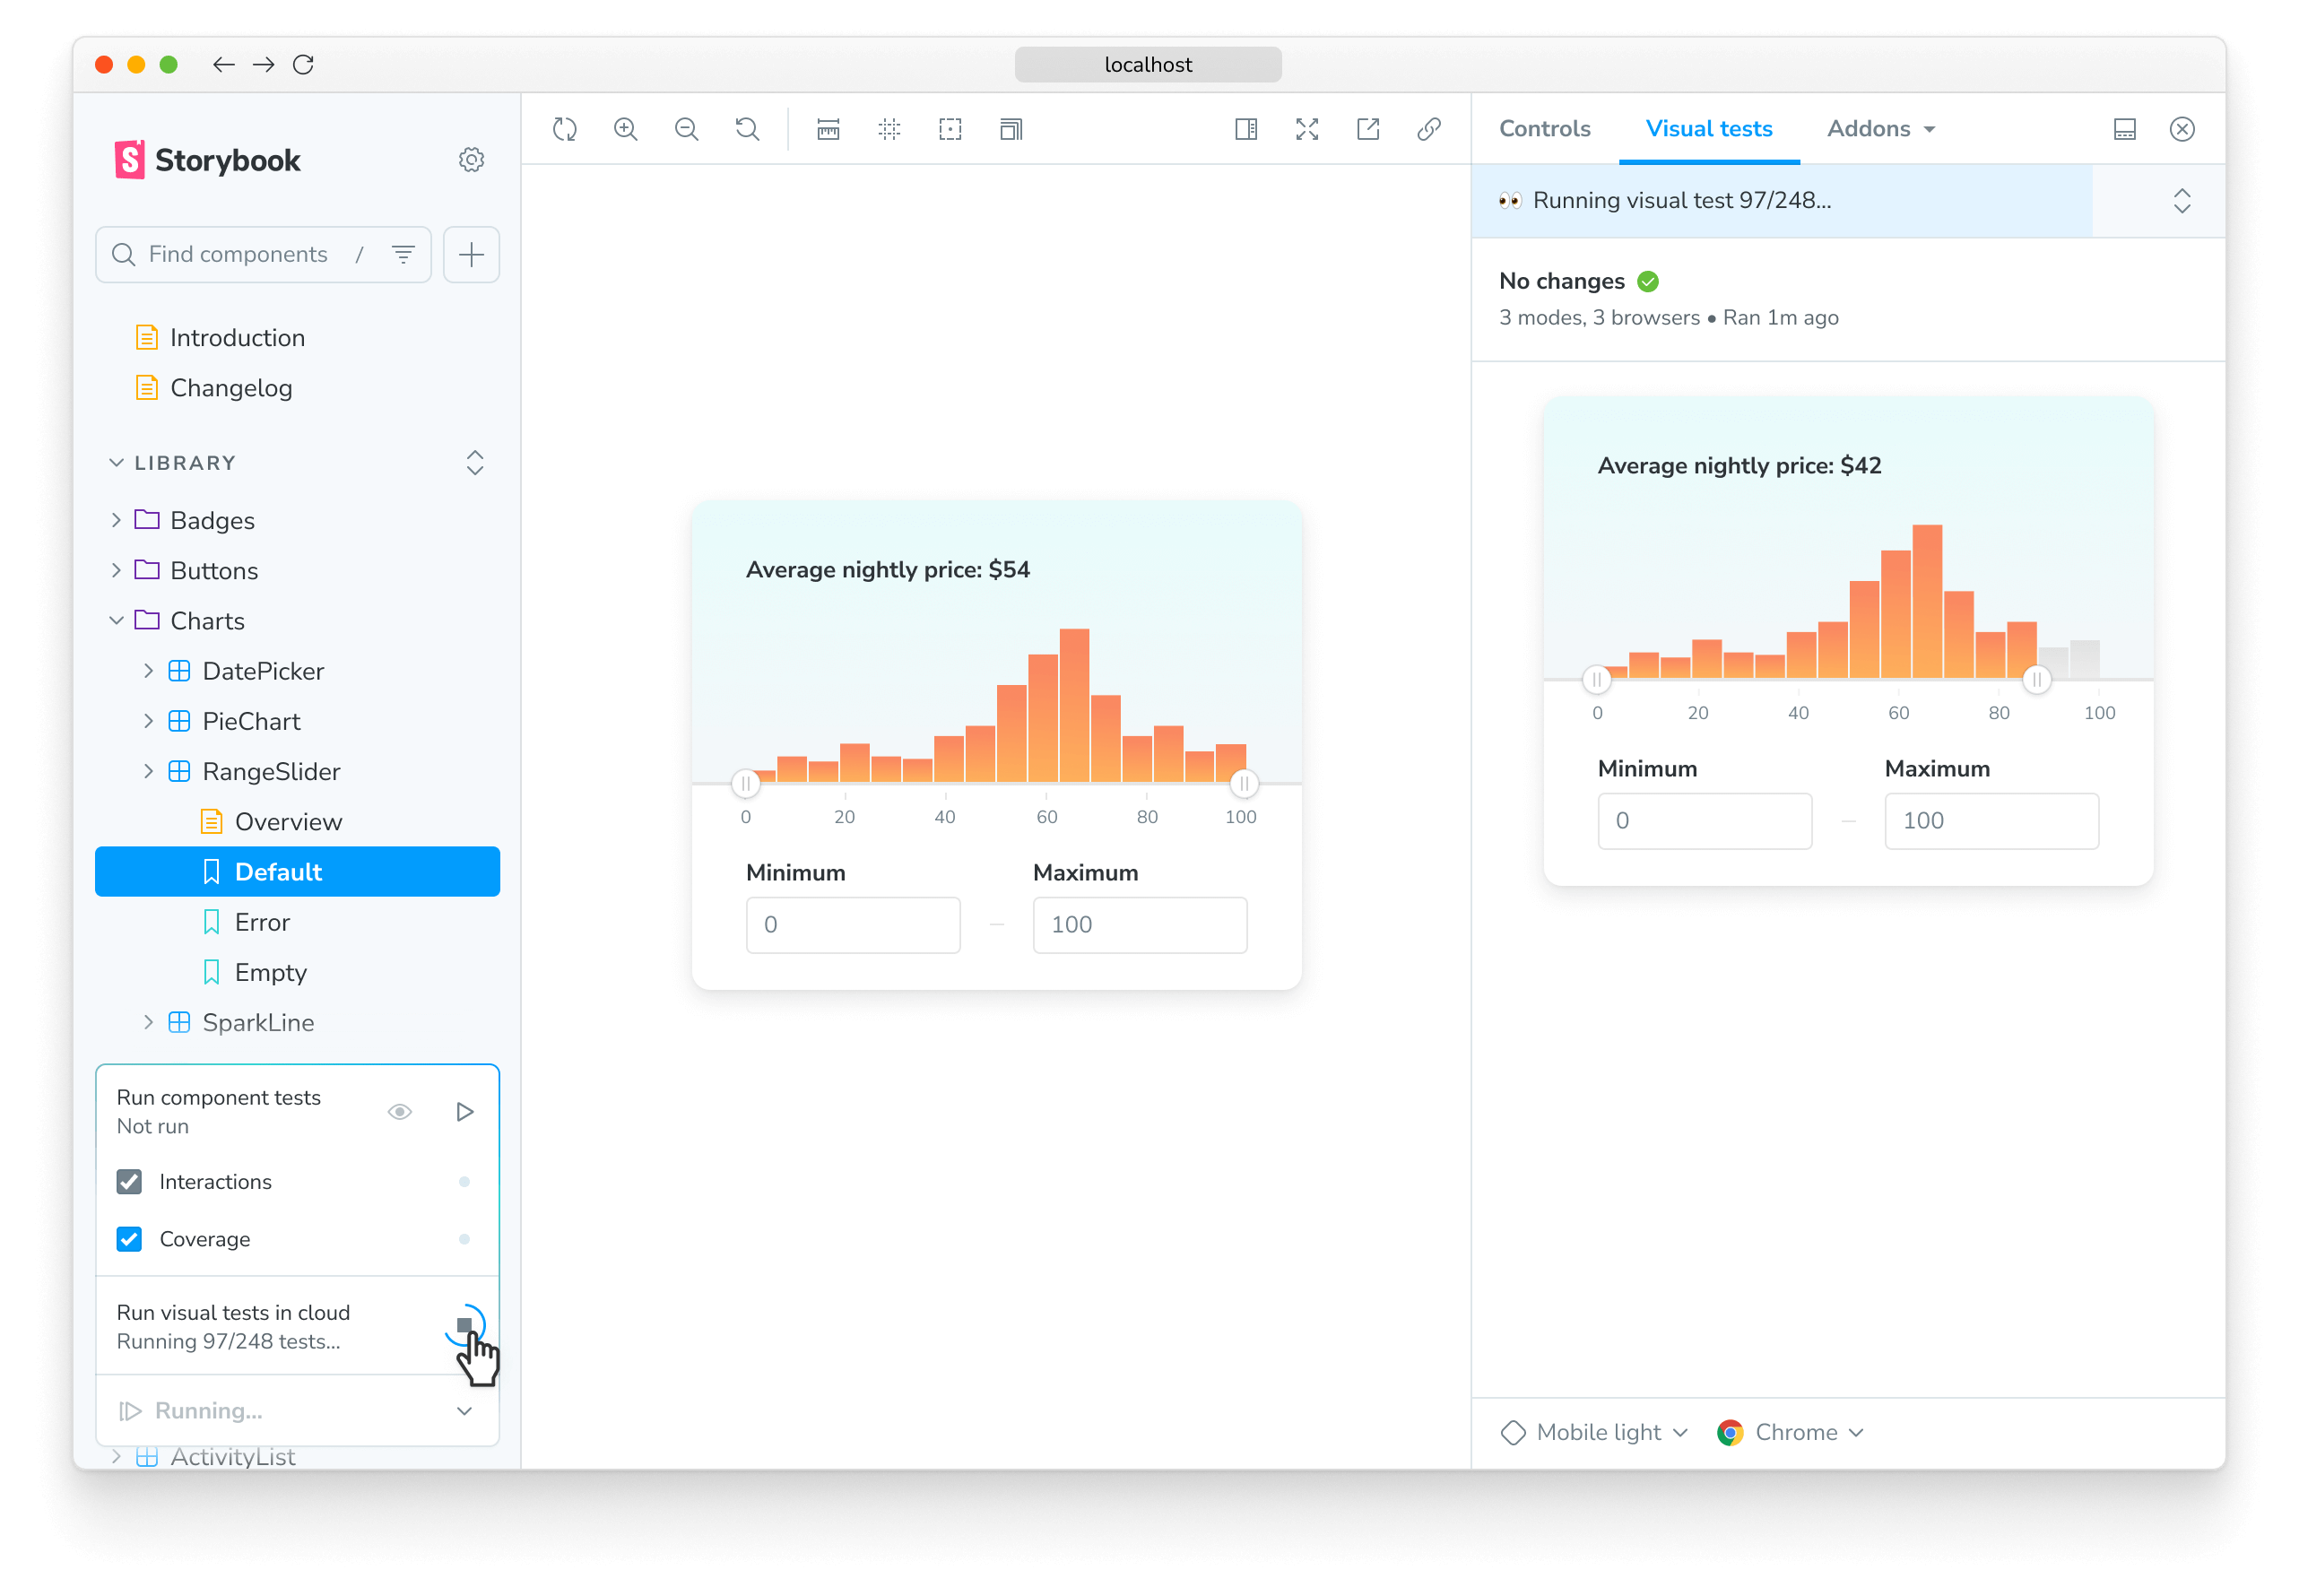 localhost
Storybook
Find components /
Introduction
Changelog
LIBRARY
Badges
Buttons
Charts
DatePicker
PieChart
RangeSlider
Overview
Default
Error
Empty
SparkLine
Run component tests
Not run
Interactions
Coverage
Run visual tests in cloud
Running 97/248 tests...
Running...
ActivityList
Average nightly price: $54
0 20 40 60 80 100
Minimum Maximum
0 – 100
Controls Visual tests Addons
Running visual test 97/248...
No changes
3 modes, 3 browsers • Ran 1m ago
Average nightly price: $42
0 20 40 60 80 100
Minimum Maximum
0 – 100
Mobile light Chrome